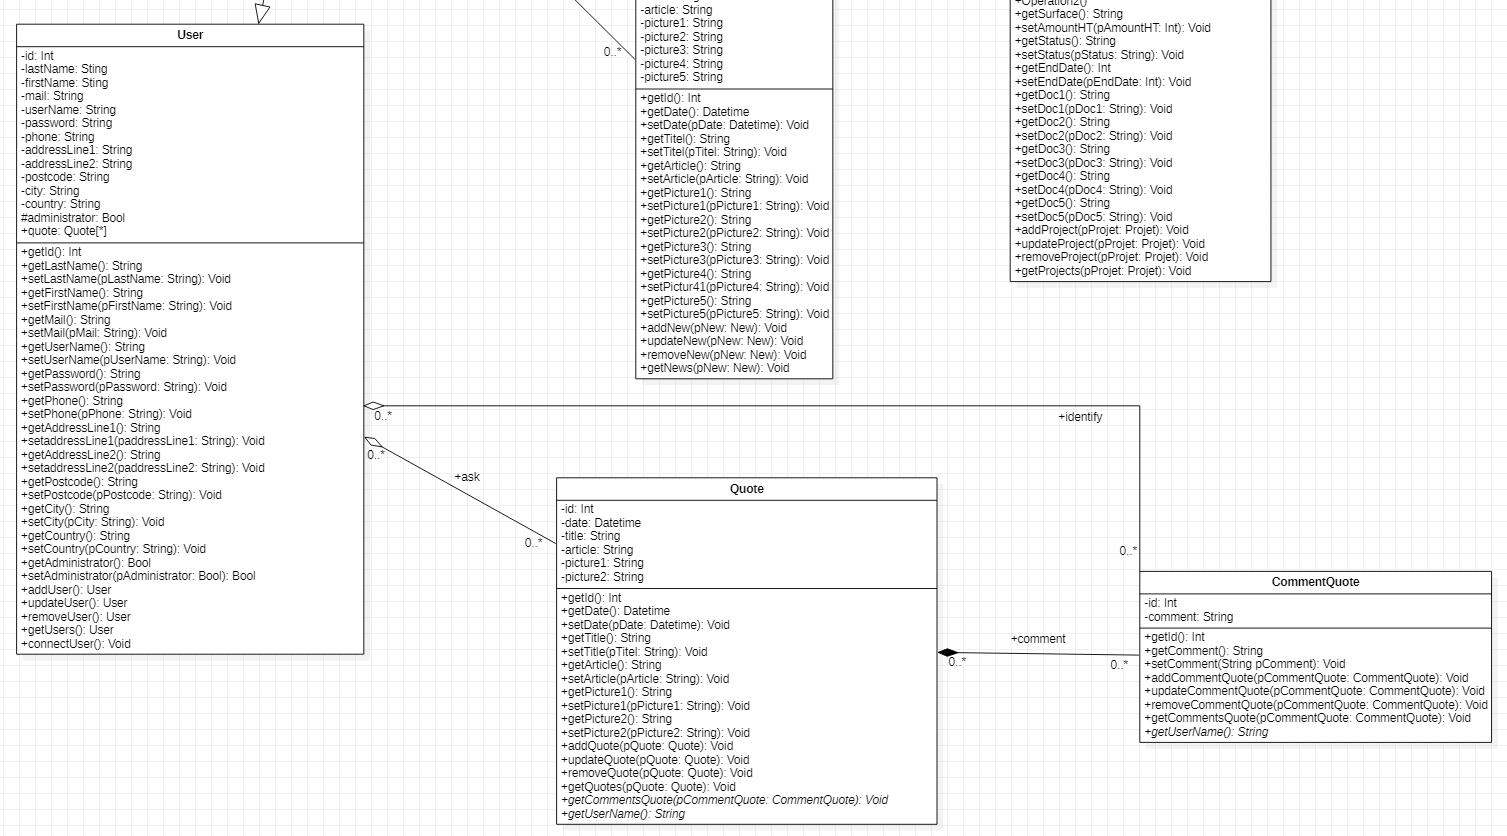 User
-id: Int
-lastName: Sting
-firstName: Sting
-mail: String
-userName: String
-password: String
-phone: String
-addressLine1: String
-addressLine2: String
-postcode: String
-city: String
-country: String
#administrator: Bool
+quote: Quote[*]
+getId(): Int
+getLastName(): String
+setLastName(pLastName: String): Void
+getFirstName(): String
+setFirstName(pFirstName: String): Void
+getMail(): String
+setMail(pMail: String): Void
+getUserName(): String
+setUserName(pUserName: String): Void
+getPassword(): String
+setPassword(pPassword: String): Void
+getPhone(): String
+setPhone(pPhone: String): Void
+getAddressLine1(): String
+setaddressLine1(paddressLine1: String): Void
+getAddressLine2(): String
+setaddressLine2(paddressLine2: String): Void
+getPostcode(): String
+setPostcode(pPostcode: String): Void
+getCity(): String
+setCity(pCity: String): Void
+getCountry(): String
+setCountry(pCountry: String): Void
+getAdministrator(): Bool
+setAdministrator(pAdministrator: Bool): Bool
+addUser(): User
+updateUser(): User
+removeUser(): User
+getUsers(): User
+connectUser(): Void
0..*
-article: String
-picture1: String
-picture2: String
-picture3: String
-picture4: String
-picture5: String
+getId(): Int
+getDate(): Datetime
+setDate(pDate: Datetime): Void
+getTitel(): String
+setTitel(pTitel: String): Void
+getArticle(): String
+setArticle(pArticle: String): Void
+getPicture1(): String
+setPicture1(pPicture1: String): Void
+getPicture2(): String
+setPicture2(pPicture2: String): Void
+getPicture3(): String
+setPicture3(pPicture3: String): Void
+getPicture4(): String
+setPictur41(pPicture4: String): Void
+getPicture5(): String
+setPicture5(pPicture5: String): Void
+addNew(pNew: New): Void
+updateNew(pNew: New): Void
+removeNew(pNew: New): Void
+getNews(pNew: New): Void
+Operation2()
+getSurface(): String
+setAmountHT(pAmountHT: Int): Void
+getStatus(): String
+setStatus(pStatus: String): Void
+getEndDate(): Int
+setEndDate(pEndDate: Int): Void
+getDoc1(): String
+setDoc1(pDoc1: String): Void
+getDoc2(): String
+setDoc2(pDoc2: String): Void
+getDoc3(): String
+setDoc3(pDoc3: String): Void
+getDoc4(): String
+setDoc4(pDoc4: String): Void
+getDoc5(): String
+setDoc5(pDoc5: String): Void
+addProject(pProjet: Projet): Void
+updateProject(pProjet: Projet): Void
+removeProject(pProjet: Projet): Void
+getProjects(pProjet: Projet): Void
0..*
+identify
0..*
0..*
+ask
0..*
Quote
-id: Int
-date: Datetime
-title: String
-article: String
-picture1: String
-picture2: String
+getId(): Int
+getDate(): Datetime
+setDate(pDate: Datetime): Void
+getTitle(): String
+setTitle(pTitel: String): Void
+getArticle(): String
+setArticle(pArticle: String): Void
+getPicture1(): String
+setPicture1(pPicture1: String): Void
+getPicture2(): String
+setPicture2(pPicture2: String): Void
+addQuote(pQuote: Quote): Void
+updateQuote(pQuote: Quote): Void
+removeQuote(pQuote: Quote): Void
+getQuotes(pQuote: Quote): Void
+getCommentsQuote(pCommentQuote: CommentQuote): Void
+getUserName(): String
+comment
0..*
0..*
CommentQuote
-id: Int
-comment: String
+getId(): Int
+getComment(): String
+setComment(String pComment): Void
+addCommentQuote(pCommentQuote: CommentQuote): Void
+updateCommentQuote(pCommentQuote: CommentQuote): Void
+removeCommentQuote(pCommentQuote: CommentQuote): Void
+getCommentsQuote(pCommentQuote: CommentQuote): Void
+getUserName(): String